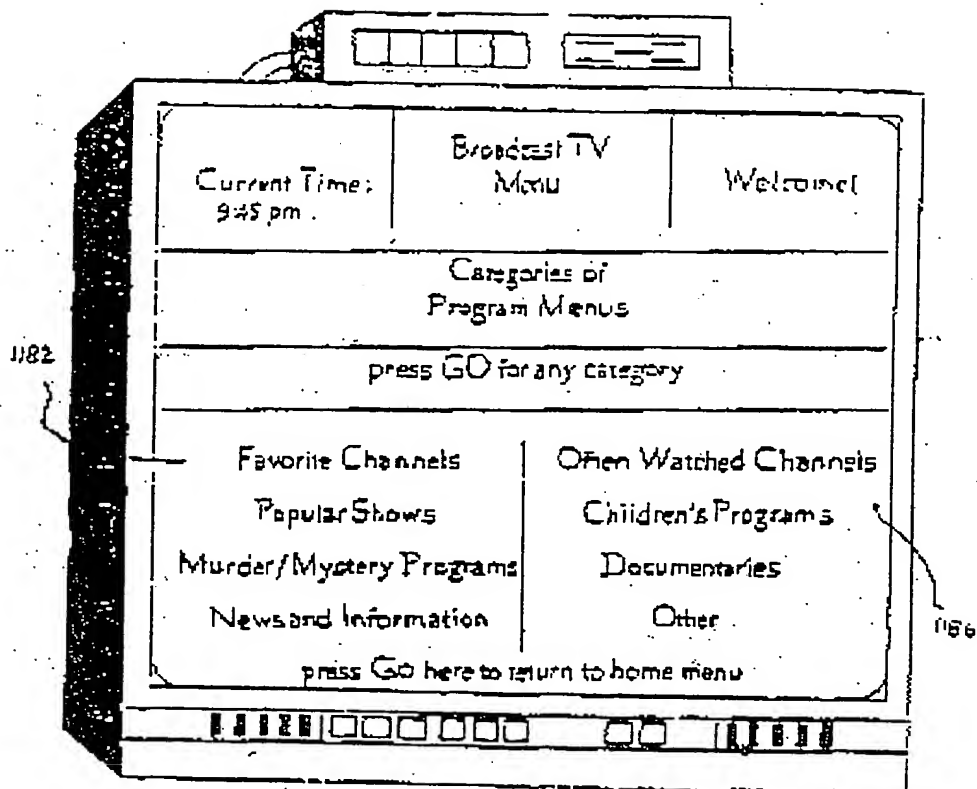 Broadcast TV
Menu
Current Time:
9:45 pm.
Welcome!
Categories of
Program Menus
press GO for any category
1182
Favorite Channels
Often Watched Channels
Popular Shows
Children's Programs
Murder/Mystery Programs
Documentaries
News and Information
Other
1186
press GO here to return to home menu